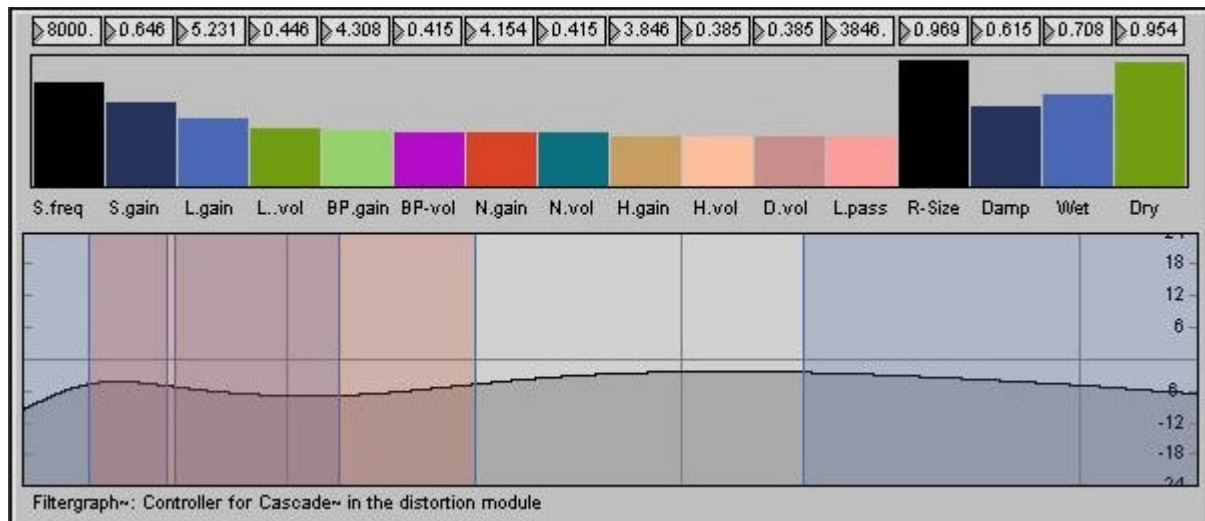 8000. 0.646 5.231 0.446 4.308 0.415 4.154 0.415 3.846 0.385 0.385 3846. 0.969 0.615 0.708 0.954
S.freq S.gain L.gain L..vol BP.gain BP-vol N.gain N.vol H.gain H.vol D.vol L.pass R-Size Damp Wet Dry
24
18
12
6
6
-12
-18
24
Filtergraph~: Controller for Cascade~ in the distortion module